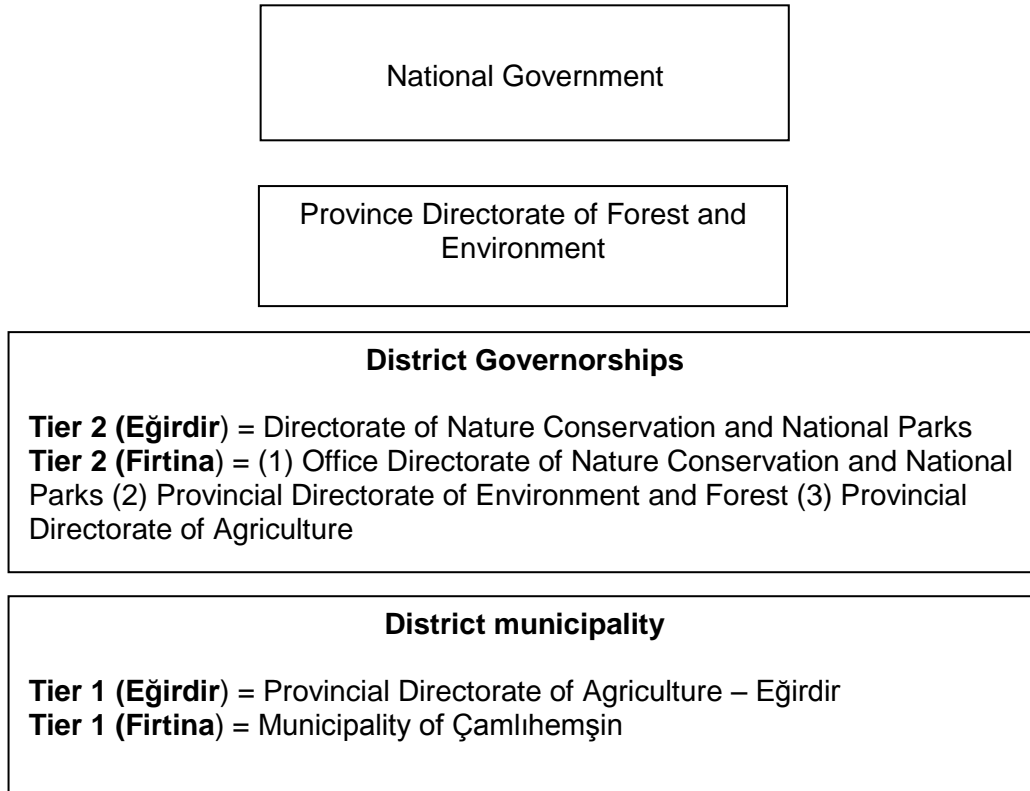 National Government
Province Directorate of Forest and
Environment
District Governorships
Tier 2 (Eğirdir) = Directorate of Nature Conservation and National Parks
Tier 2 (Firtina) = (1) Office Directorate of Nature Conservation and National
Parks (2) Provincial Directorate of Environment and Forest (3) Provincial
Directorate of Agriculture
District municipality
Tier 1 (Eğirdir) = Provincial Directorate of Agriculture – Eğirdir
Tier 1 (Firtina) = Municipality of Çamlıhemşin